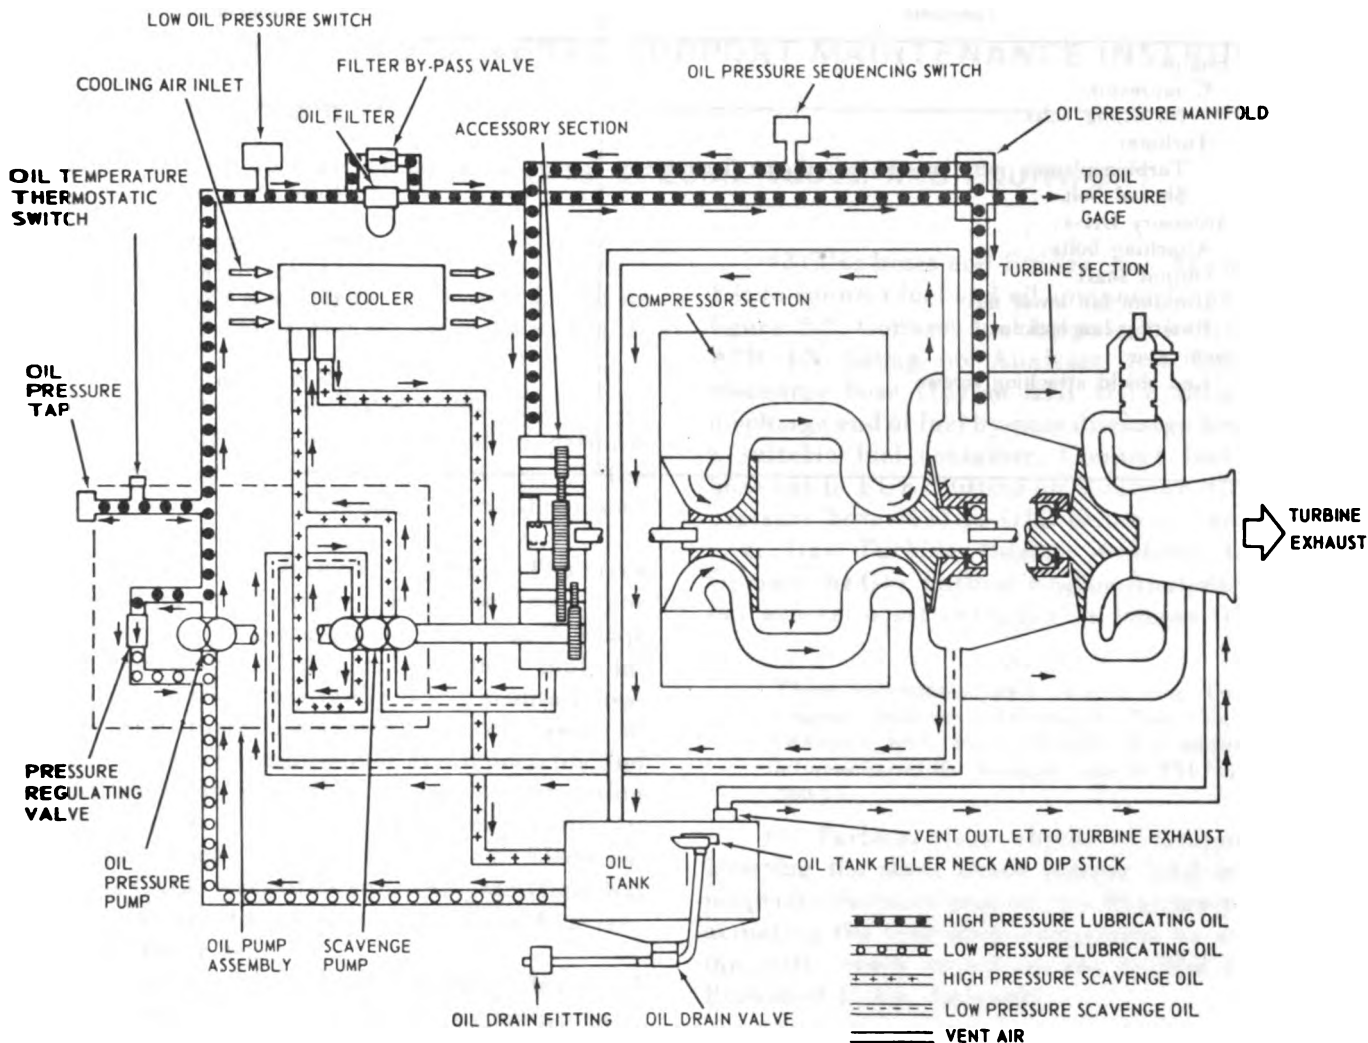 LOW OIL PRESSURE SWITCH
FILTER BY-PASS VALVE
OIL PRESSURE SEQUENCING SWITCH
COOLING AIR INLET
OIL FILTER
ACCESSORY SECTION
OIL PRESSURE MANIFOLD
OIL TEMPERATURE
THERMOSTATIC
SWITCH
TO OIL
PRESSURE
GAGE
TURBINE SECTION
OIL COOLER
COMPRESSOR SECTION
OIL
PRESSURE
TAP
TURBINE
EXHAUST
PRESSURE
REGULATING
VALVE
VENT OUTLET TO TURBINE EXHAUST
OIL
TANK
OIL TANK FILLER NECK AND DIP STICK
OIL
PRESSURE
PUMP
OIL PUMP
ASSEMBLY
SCAVENGE
PUMP
OIL DRAIN FITTING
OIL DRAIN VALVE
HIGH PRESSURE LUBRICATING OIL
LOW PRESSURE LUBRICATING OIL
HIGH PRESSURE SCAVENGE OIL
LOW PRESSURE SCAVENGE OIL
VENT AIR